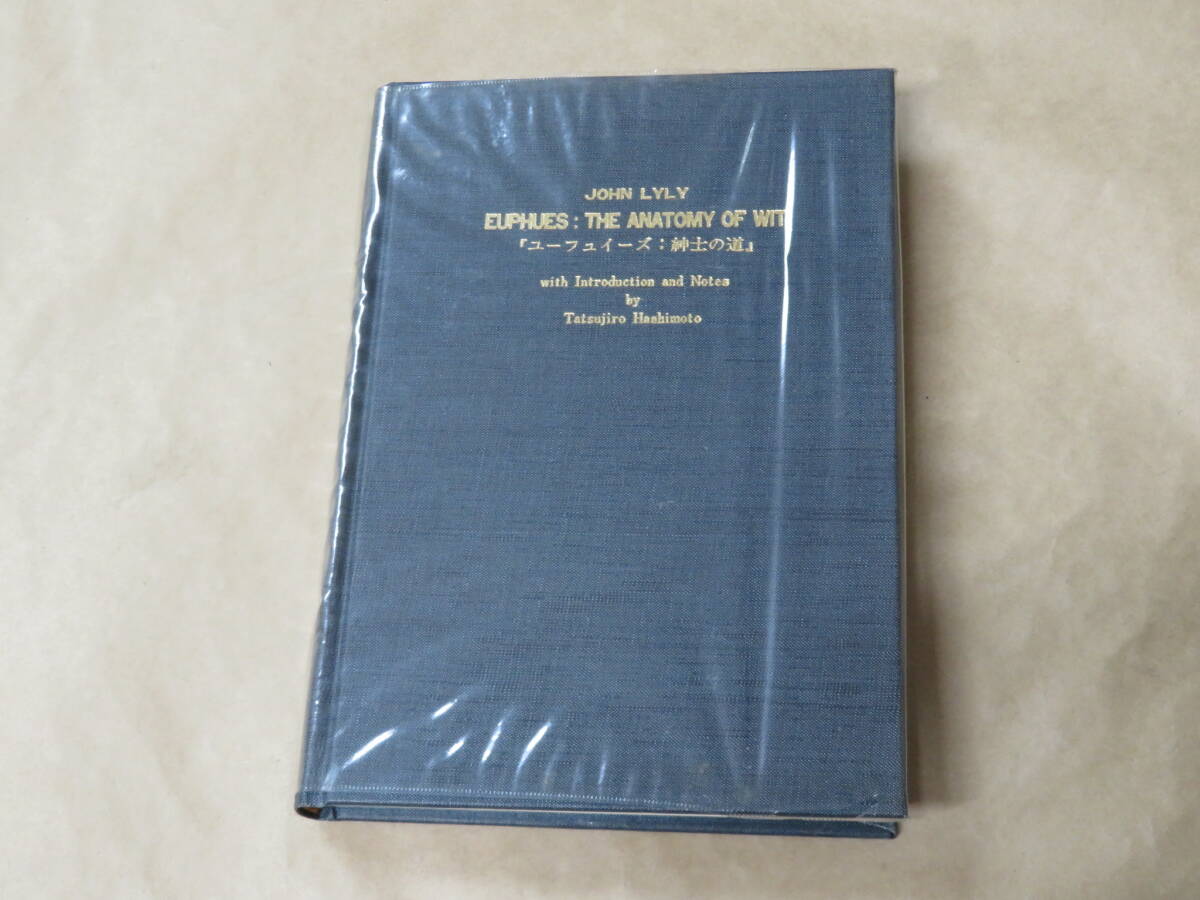 JOHN LYLY
EUPHUES: THE ANATOMY OF WIT
『ユーフュイーズ：紳士の道』
with Introduction and Notes
by
Tatsujiro Hashimoto